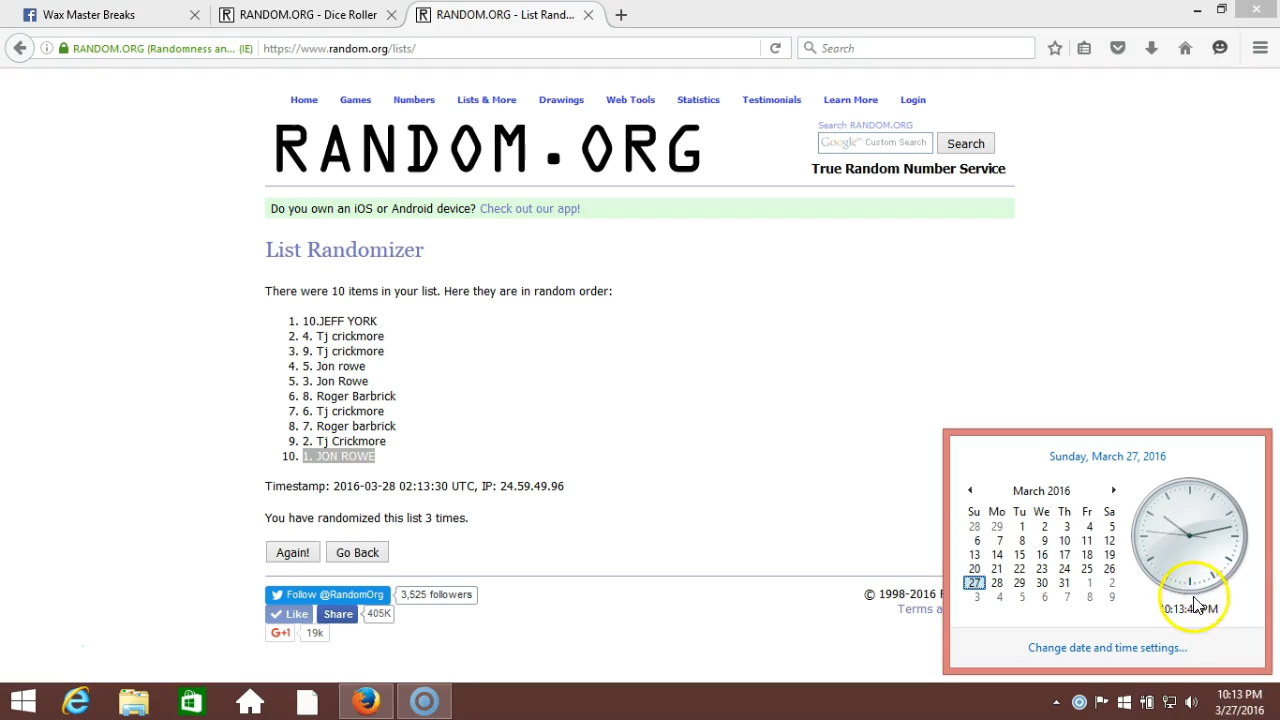 Wax Master Breaks
RANDOM.ORG - Dice Roller
RANDOM.ORG - List Rand...
RANDOM.ORG (Randomness an... (IE)
https://www.random.org/lists/
Search
Home Games Numbers Lists & More Drawings Web Tools Statistics Testimonials Learn More Login
RANDOM.ORG
Search RANDOM.ORG
Google™ Custom Search
Search
True Random Number Service
Do you own an iOS or Android device? Check out our app!
List Randomizer
There were 10 items in your list. Here they are in random order:
1. 10.JEFF YORK
2. 4. Tj crickmore
3. 9. Tj crickmore
4. 5. Jon rowe
5. 3. Jon Rowe
6. 8. Roger Barbrick
7. 6. Tj crickmore
8. 7. Roger barbrick
9. 2. Tj Crickmore
10. 1. JON ROWE
Timestamp: 2016-03-28 02:13:30 UTC, IP: 24.59.49.96
You have randomized this list 3 times.
Again! Go Back
Follow @RandomOrg 3,525 followers
Like Share 405K
G+1 19k
© 1998-2016
Terms a
Sunday, March 27, 2016
March 2016
Su Mo Tu We Th Fr Sa
28 29 1 2 3 4 5
6 7 8 9 10 11 12
13 14 15 16 17 18 19
20 21 22 23 24 25 26
27 28 29 30 31 1 2
3 4 5 6 7 8 9
PM
Change date and time settings...
10:13 PM
3/27/2016